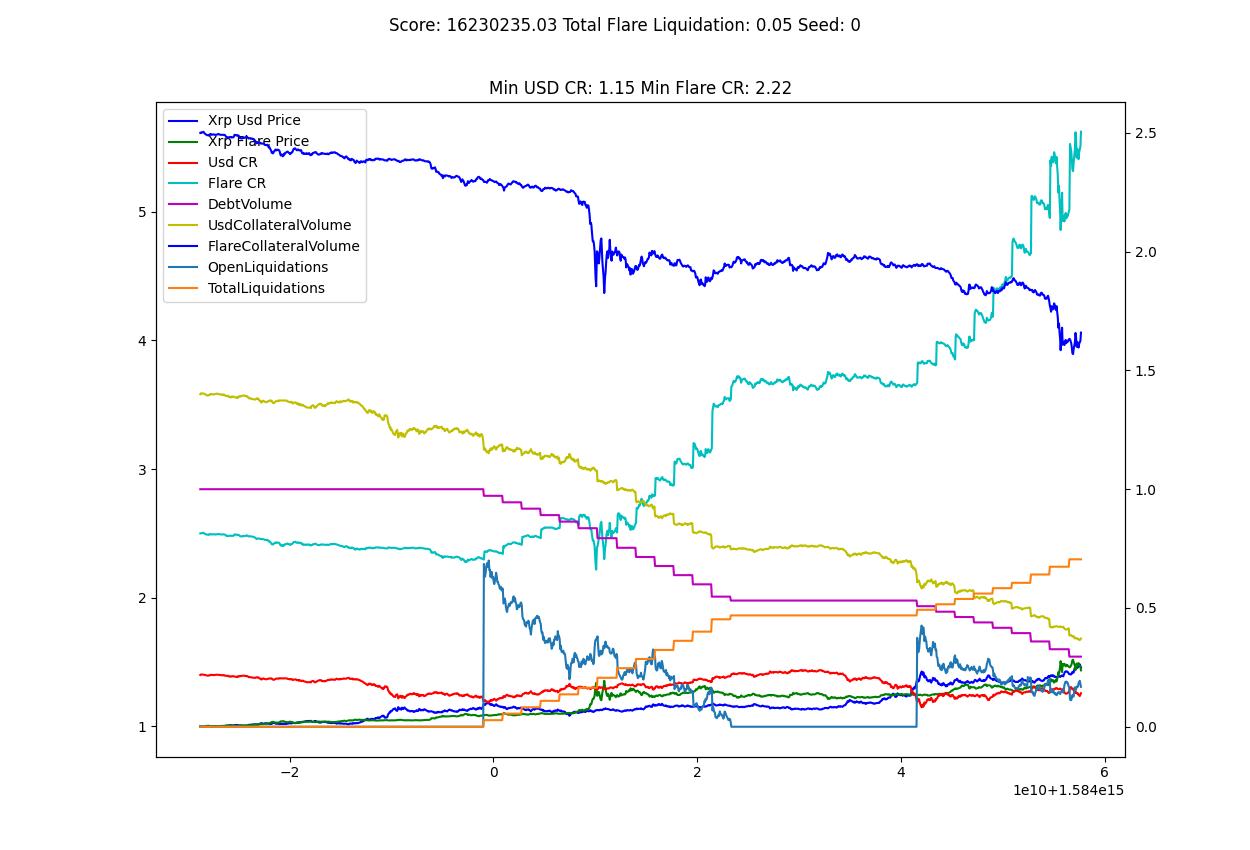 Score: 16230235.03 Total Flare Liquidation: 0.05 Seed: 0
Min USD CR: 1.15 Min Flare CR: 2.22
Xrp Usd Price
Xrp Flare Price
Usd CR
Flare CR
DebtVolume
UsdCollateralVolume
FlareCollateralVolume
OpenLiquidations
TotalLiquidations
5
4
3
2
1
2.5
2.0
1.5
1.0
0.5
0.0
−2 0 2 4 6
1e10+1.584e15